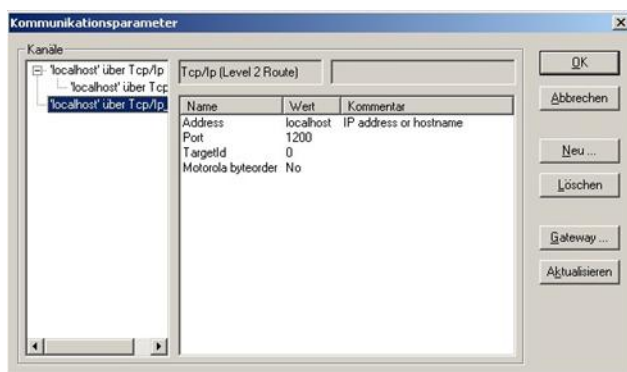 Kommunikationsparameter
Kanäle
'localhost' über Tcp/Ip
'localhost' über Tcp
'localhost' über Tcp/Ip_
Tcp/Ip (Level 2 Route)
Name Wert Kommentar
Address localhost IP address or hostname
Port 1200
TargetId 0
Motorola byteorder No
OK
Abbrechen
Neu ...
Löschen
Gateway ...
Aktualisieren